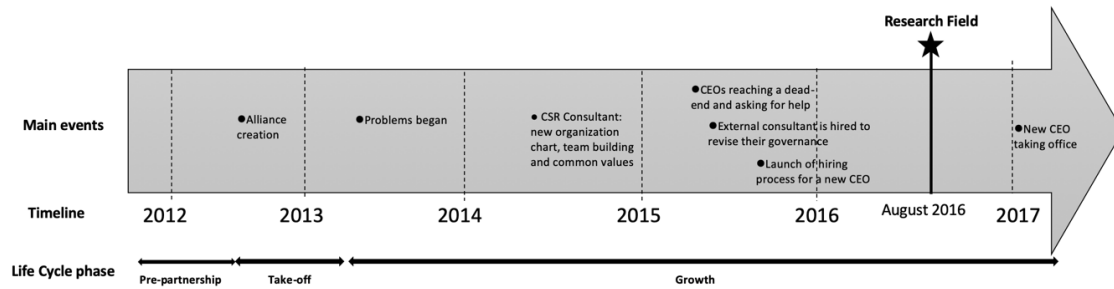 Research Field
Main events
●Alliance
creation
●Problems began
● CSR Consultant:
new organization
chart, team building
and common values
●CEOs reaching a dead-
end and asking for help
●External consultant is hired to
revise their governance
●Launch of hiring
process for a new CEO
●New CEO
taking office
Timeline
2012
2013
2014
2015
2016
August 2016
2017
Life Cycle phase
Pre-partnership
Take-off
Growth